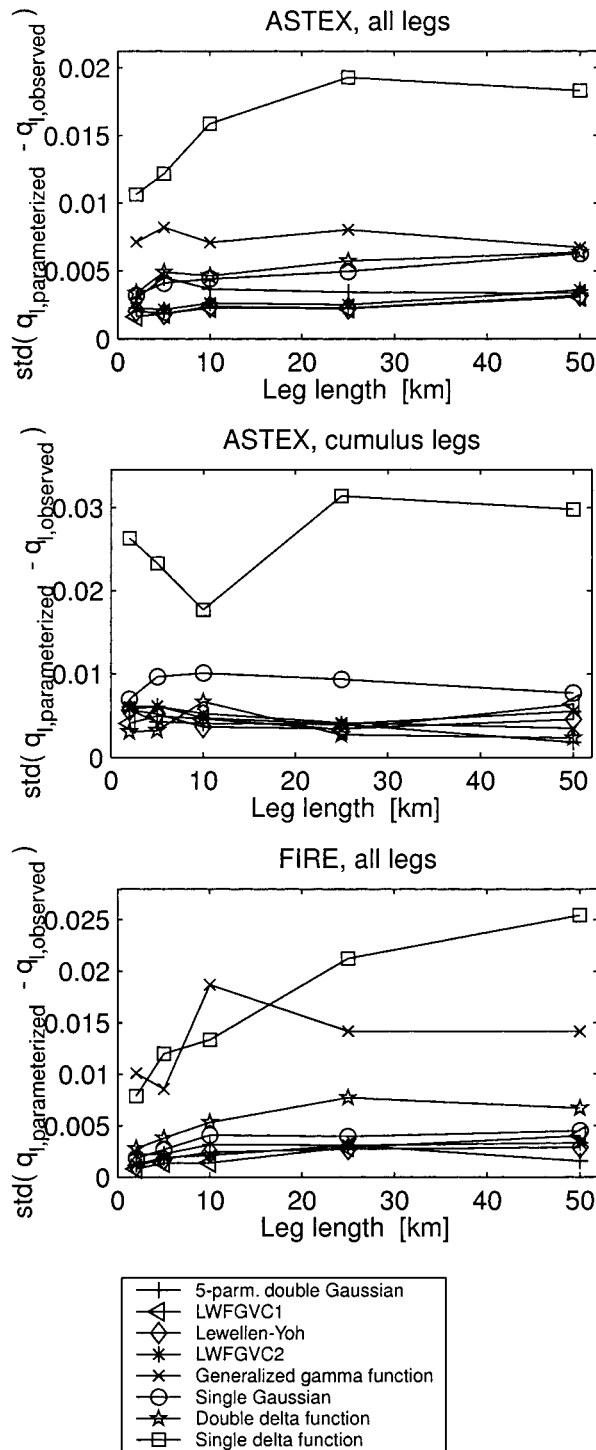 ASTEX, all legs
std( q_l,parameterized - q_l,observed )
0.02
0.015
0.01
0.005
0
0 10 20 30 40 50
Leg length [km]
ASTEX, cumulus legs
std( q_l,parameterized - q_l,observed )
0.03
0.02
0.01
0
0 10 20 30 40 50
Leg length [km]
FIRE, all legs
std( q_l,parameterized - q_l,observed )
0.025
0.02
0.015
0.01
0.005
0
0 10 20 30 40 50
Leg length [km]
5-parm. double Gaussian
LWFGVC1
Lewellen-Yoh
LWFGVC2
Generalized gamma function
Single Gaussian
Double delta function
Single delta function